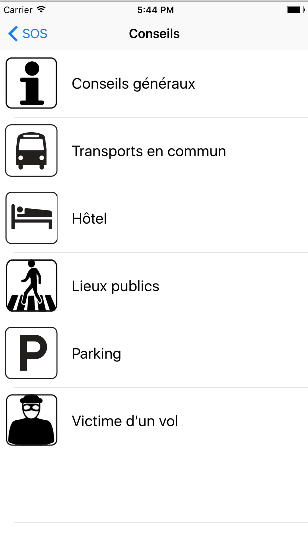 Carrier 5:44 PM
SOS Conseils
Conseils généraux
Transports en commun
Hôtel
Lieux publics
P Parking
Victime d'un vol